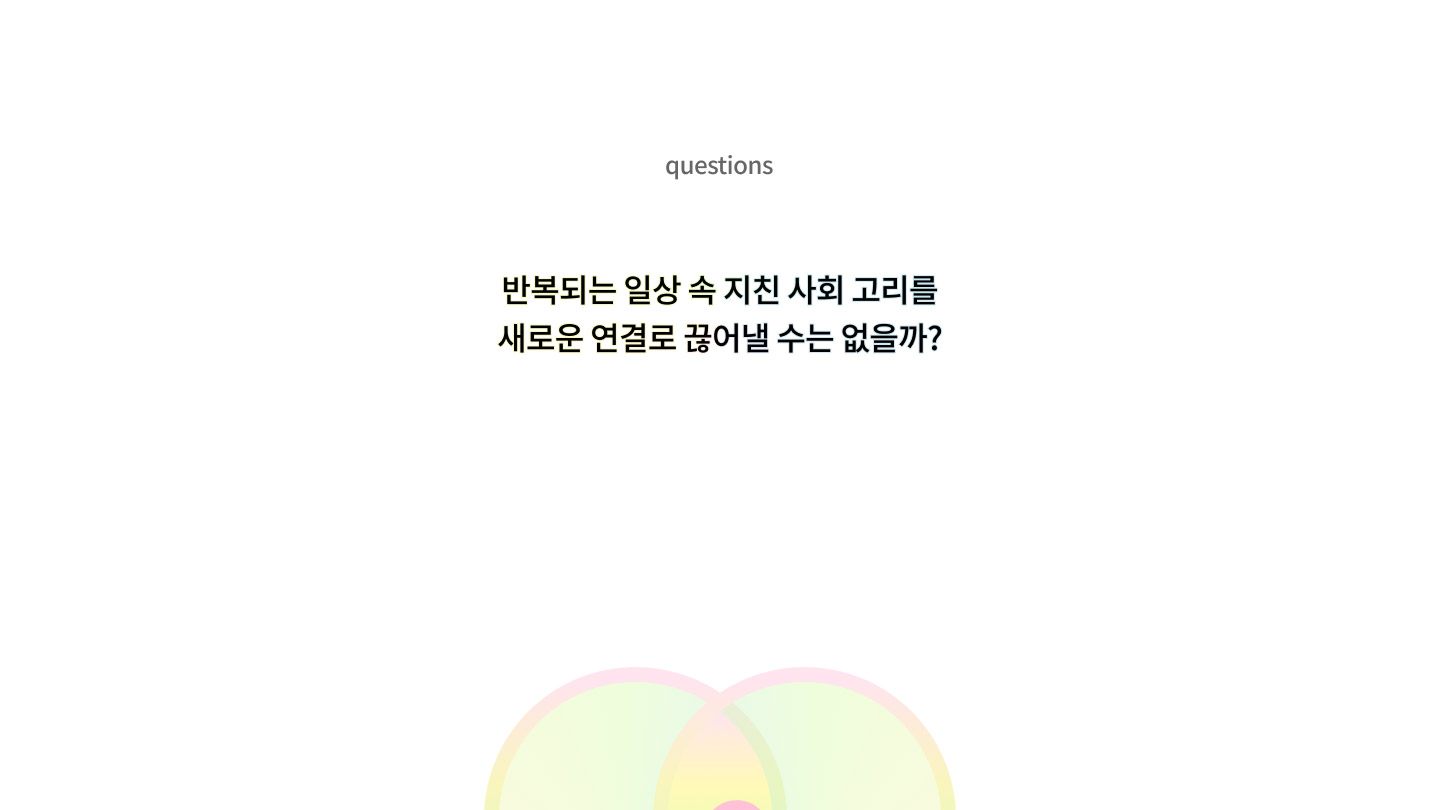 questions
반복되는 일상 속 지친 사회 고리를
새로운 연결로 끊어낼 수는 없을까?